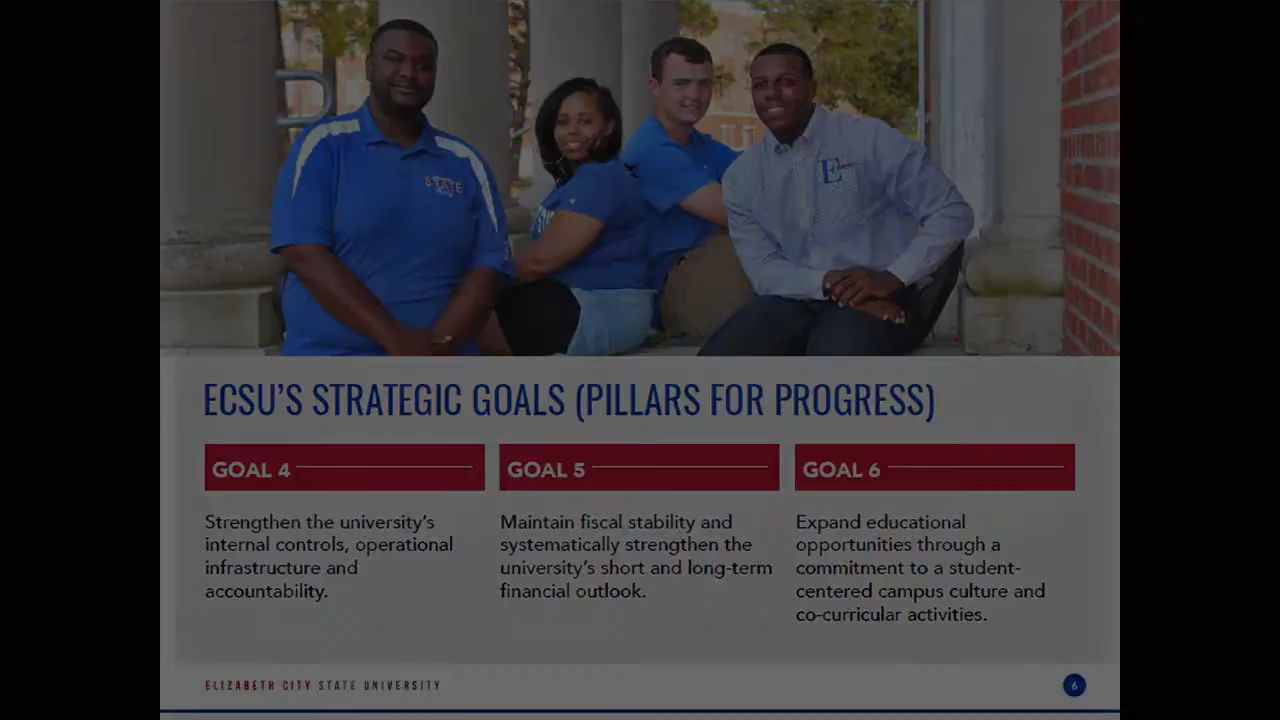 STATE
E
ECSU'S STRATEGIC GOALS (PILLARS FOR PROGRESS)
GOAL 4
Strengthen the university's
internal controls, operational
infrastructure and
accountability.
GOAL 5
Maintain fiscal stability and
systematically strengthen the
university's short and long-term
financial outlook.
GOAL 6
Expand educational
opportunities through a
commitment to a student-
centered campus culture and
co-curricular activities.
ELIZABETH CITY STATE UNIVERSITY
6